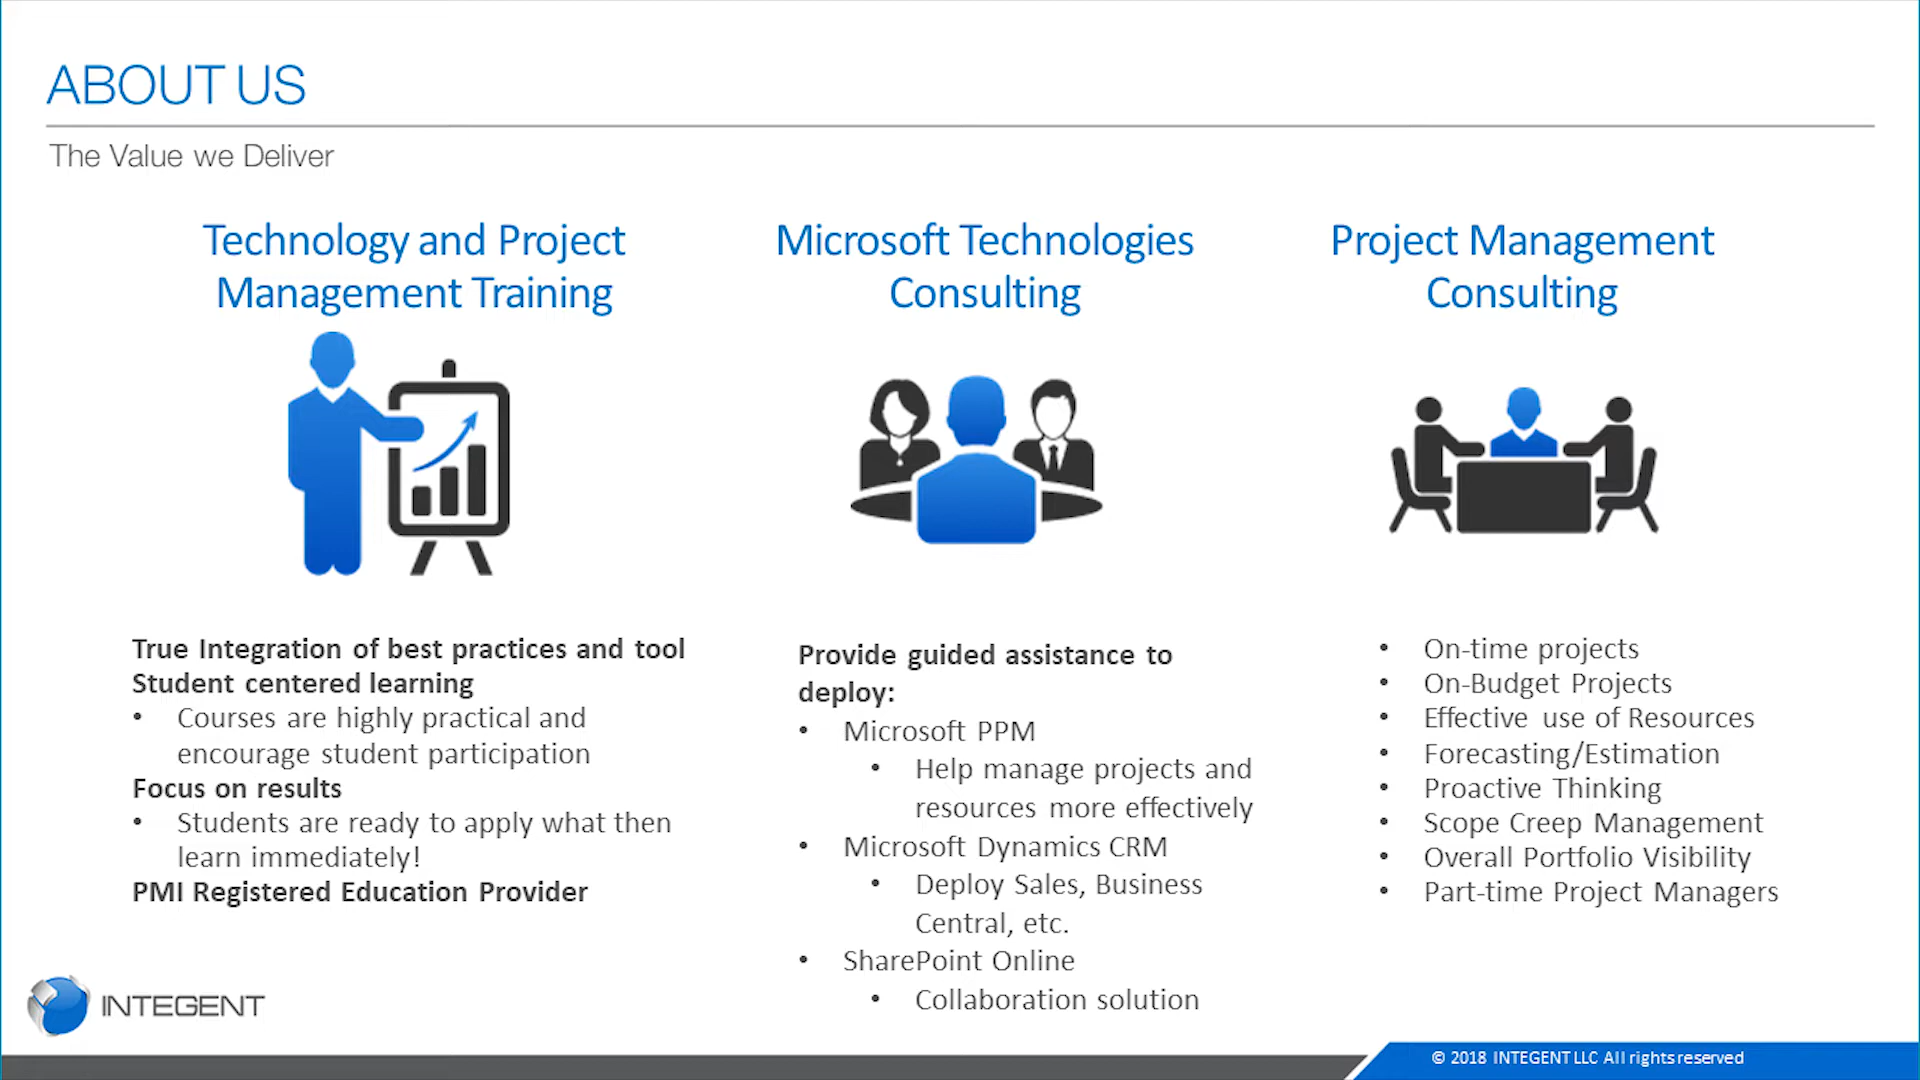 ABOUT US
The Value we Deliver
Technology and Project
Management Training
True Integration of best practices and tool
Student centered learning
• Courses are highly practical and
encourage student participation
Focus on results
• Students are ready to apply what then
learn immediately!
PMI Registered Education Provider
Microsoft Technologies
Consulting
Provide guided assistance to
deploy:
• Microsoft PPM
• Help manage projects and
resources more effectively
• Microsoft Dynamics CRM
• Deploy Sales, Business
Central, etc.
• SharePoint Online
• Collaboration solution
Project Management
Consulting
• On-time projects
• On-Budget Projects
• Effective use of Resources
• Forecasting/Estimation
• Proactive Thinking
• Scope Creep Management
• Overall Portfolio Visibility
• Part-time Project Managers
INTEGENT
© 2018 INTEGENT LLC All rights reserved